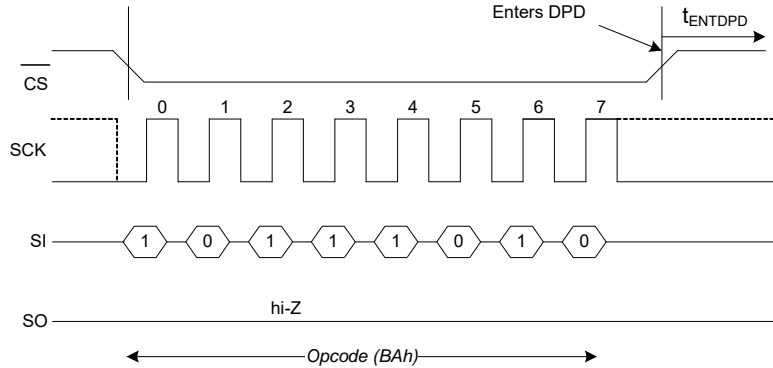 Enters DPD
tENTDPD
CS
0 1 2 3 4 5 6 7
SCK
SI 1 0 1 1 1 0 1 0
hi-Z
SO
Opcode (BAh)